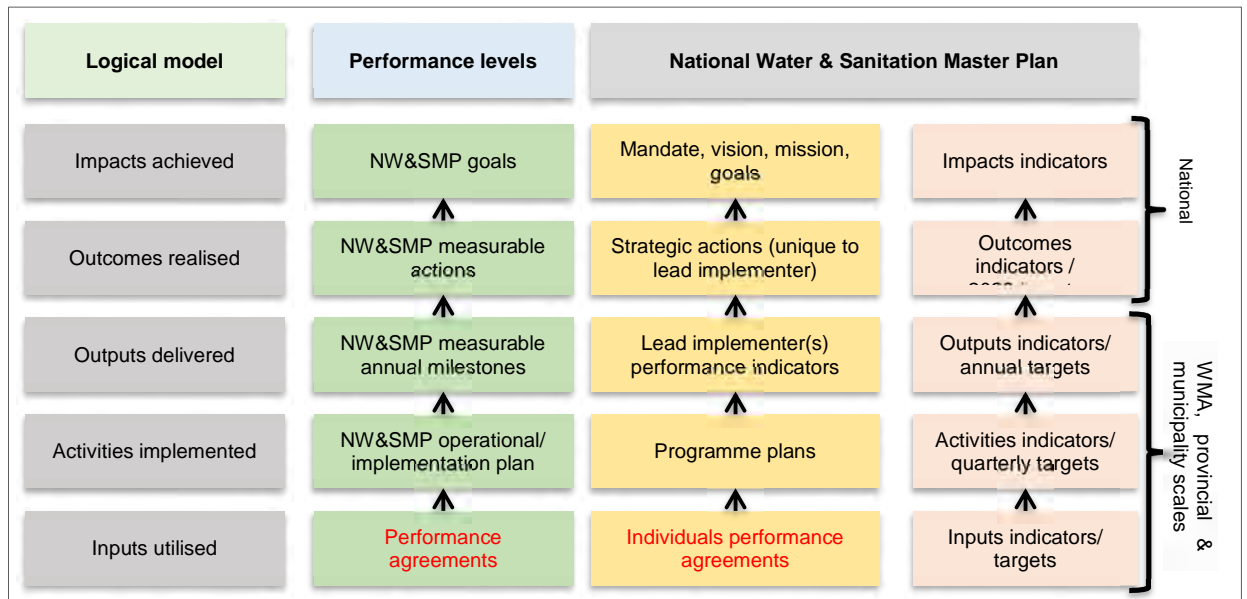 Logical model
Performance levels
National Water & Sanitation Master Plan
Impacts achieved
NW&SMP goals
Mandate, vision, mission,
goals
Impacts indicators
Outcomes realised
NW&SMP measurable
actions
Strategic actions (unique to
lead implementer)
Outcomes
indicators /
National
Outputs delivered
NW&SMP measurable
annual milestones
Lead implementer(s)
performance indicators
Outputs indicators/
annual targets
Activities implemented
NW&SMP operational/
implementation plan
Programme plans
Activities indicators/
quarterly targets
Inputs utilised
Performance
agreements
Individuals performance
agreements
Inputs indicators/
targets
WMA, provincial &
municipality scales